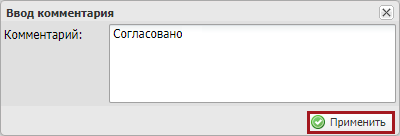 Ввод комментария
Комментарий: Согласовано
Применить